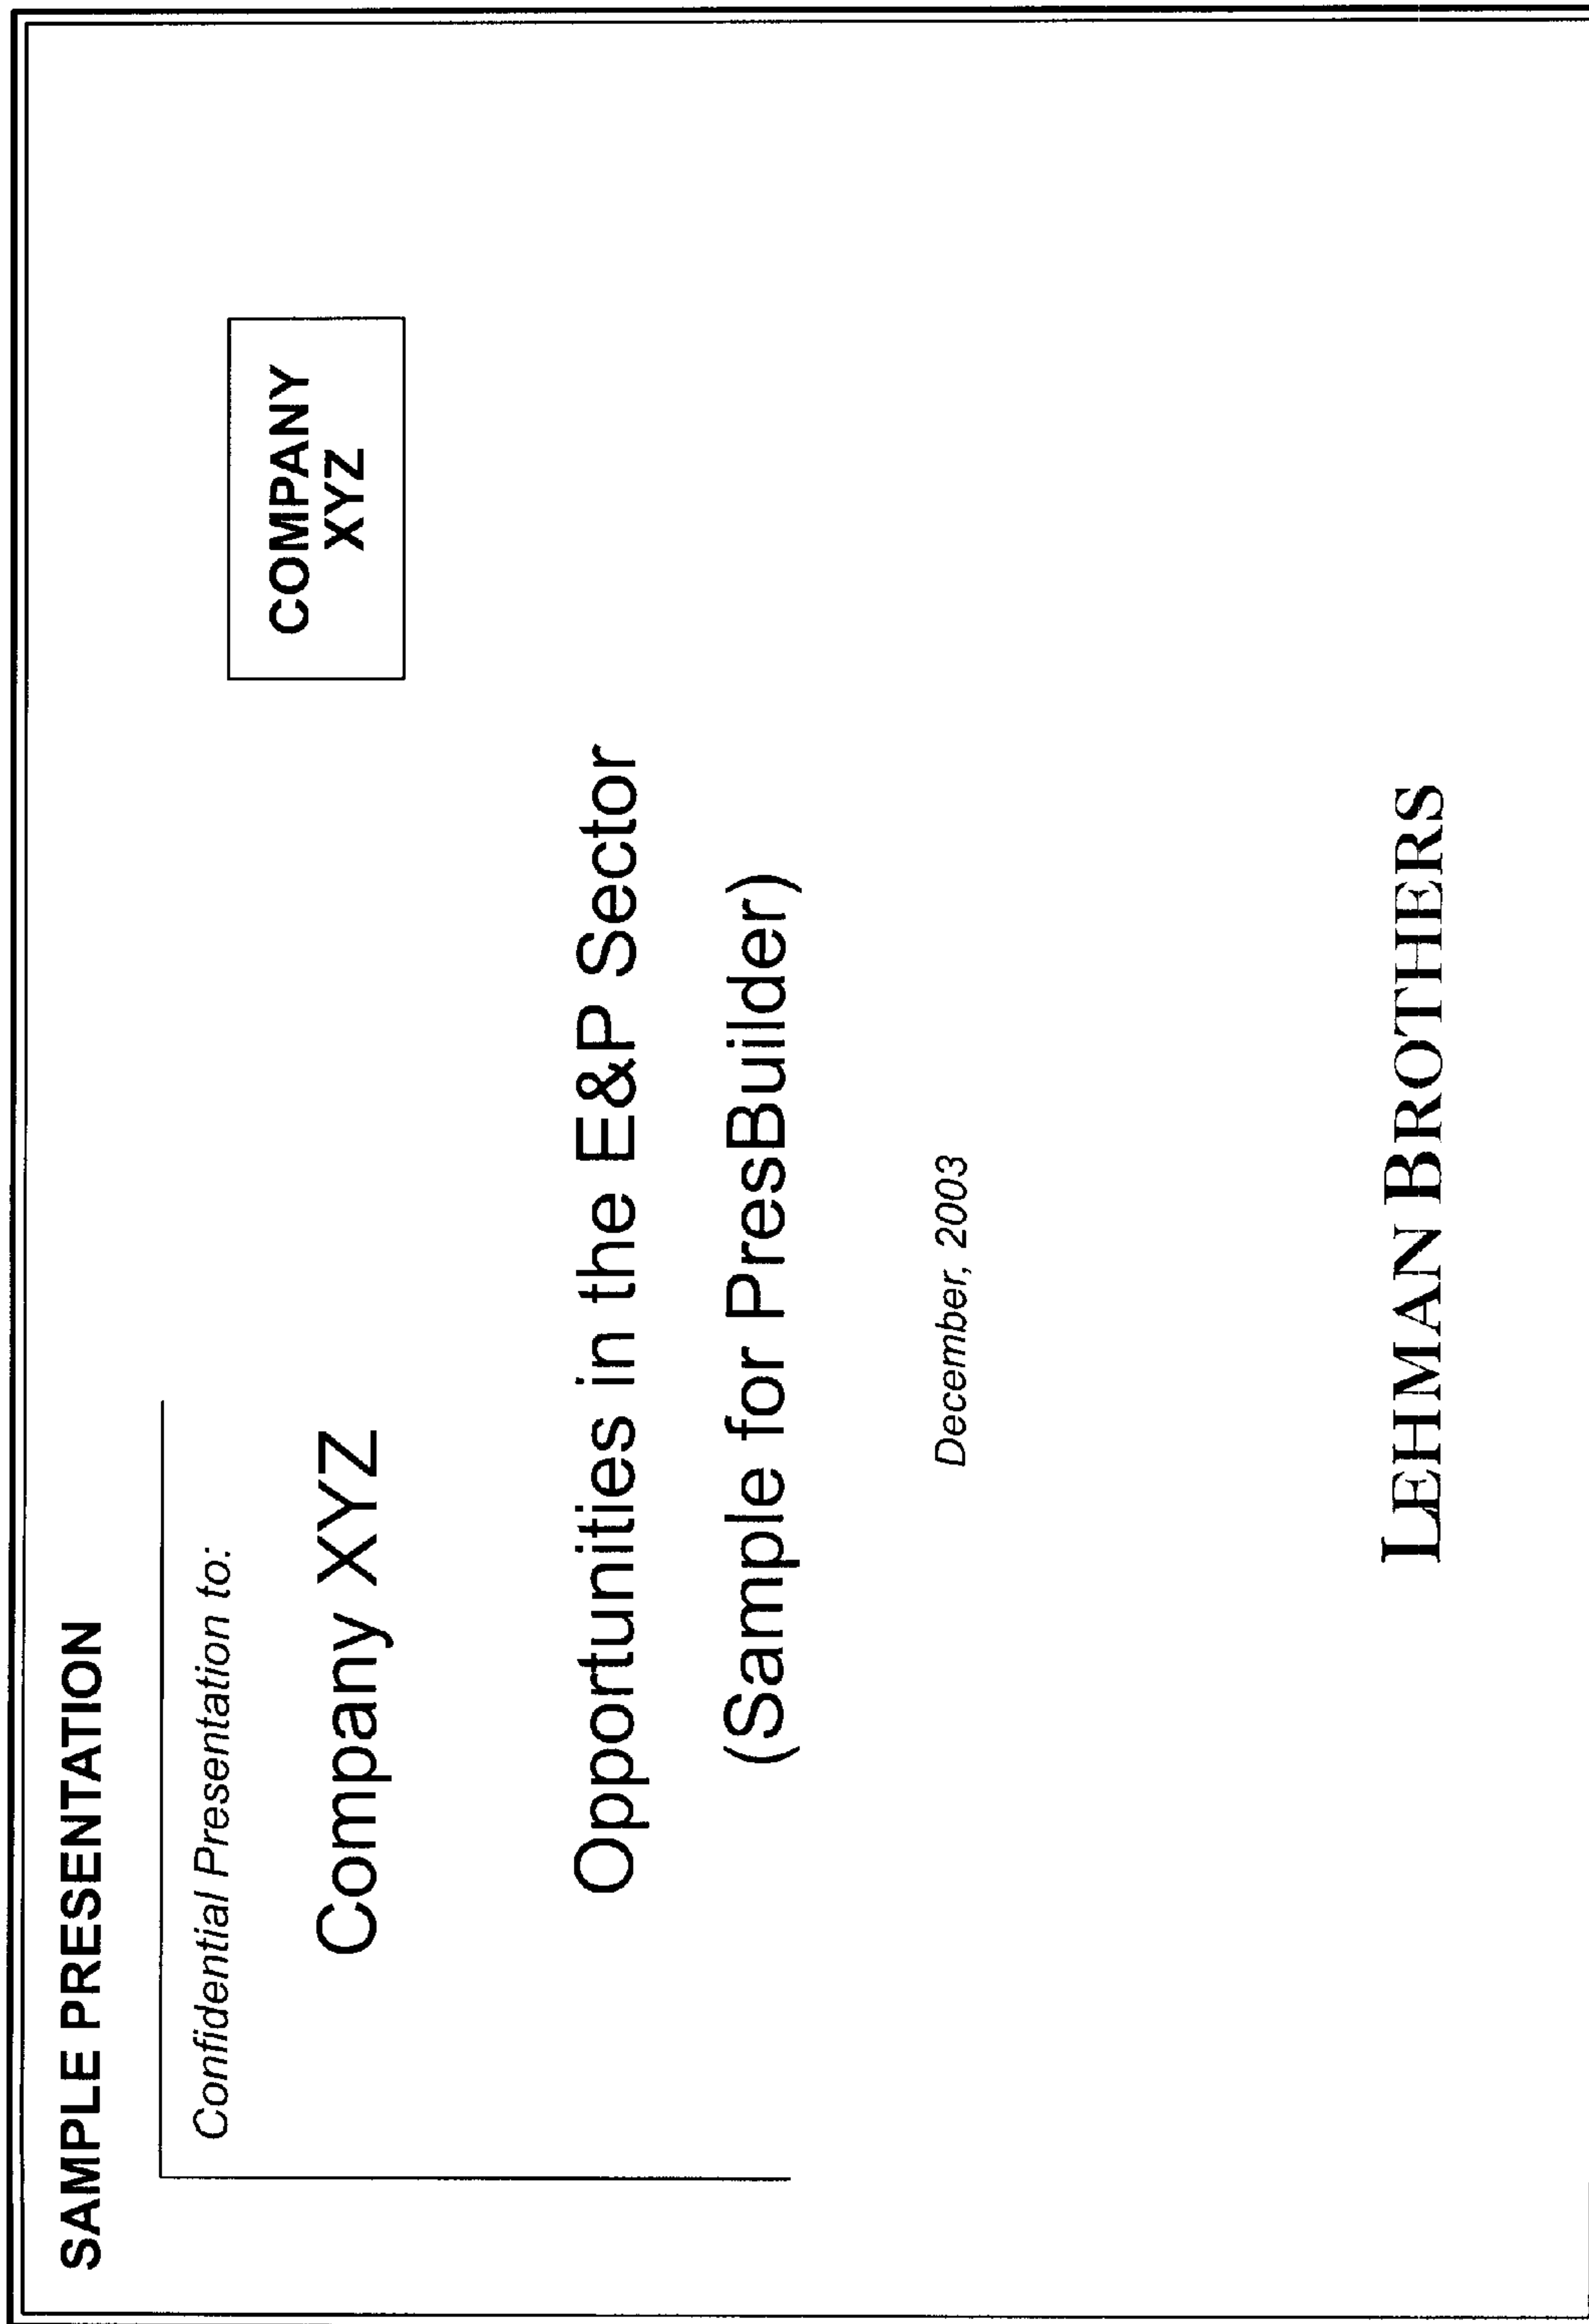 SAMPLE PRESENTATION
Confidential Presentation to:
Company XYZ
COMPANY
XYZ
Opportunities in the E&P Sector
(Sample for PresBuilder)
December, 2003
LEHMAN BROTHERS